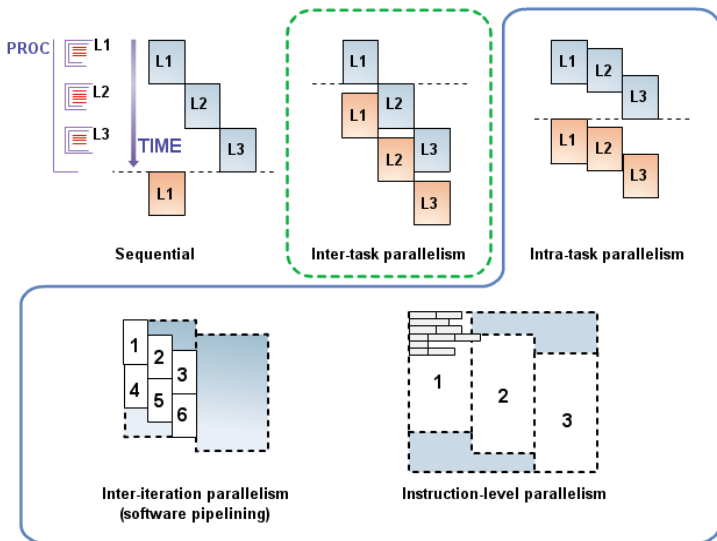 PROC
L1
L2
L3
TIME
L1
L2
L3
L1
Sequential
L1
L1
L2
L2
L3
L3
Inter-task parallelism
L1
L2
L3
L1
L2
L3
Intra-task parallelism
1
2
3
4
5
6
Inter-iteration parallelism
(software pipelining)
1
2
3
Instruction-level parallelism